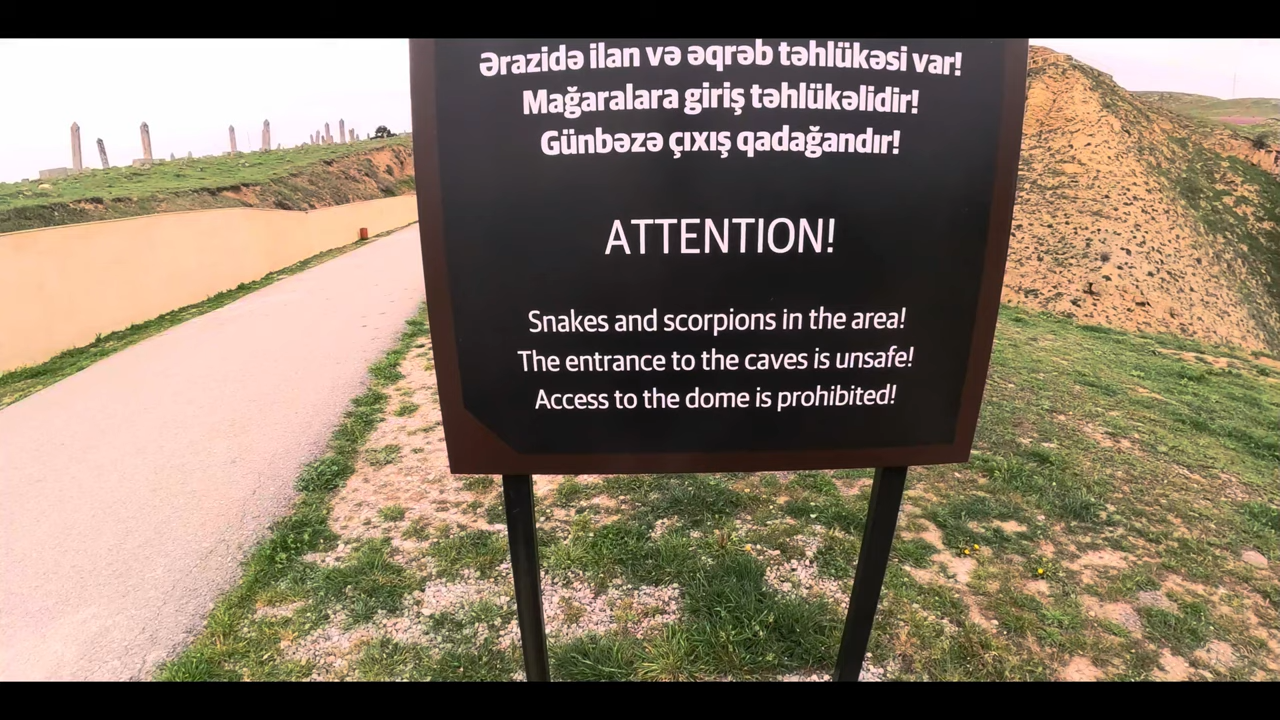 Ərazidə ilan və əqrəb təhlükəsi var!
Mağaralara giriş təhlükəlidir!
Günbəzə çıxış qadağandır!
ATTENTION!
Snakes and scorpions in the area!
The entrance to the caves is unsafe!
Access to the dome is prohibited!